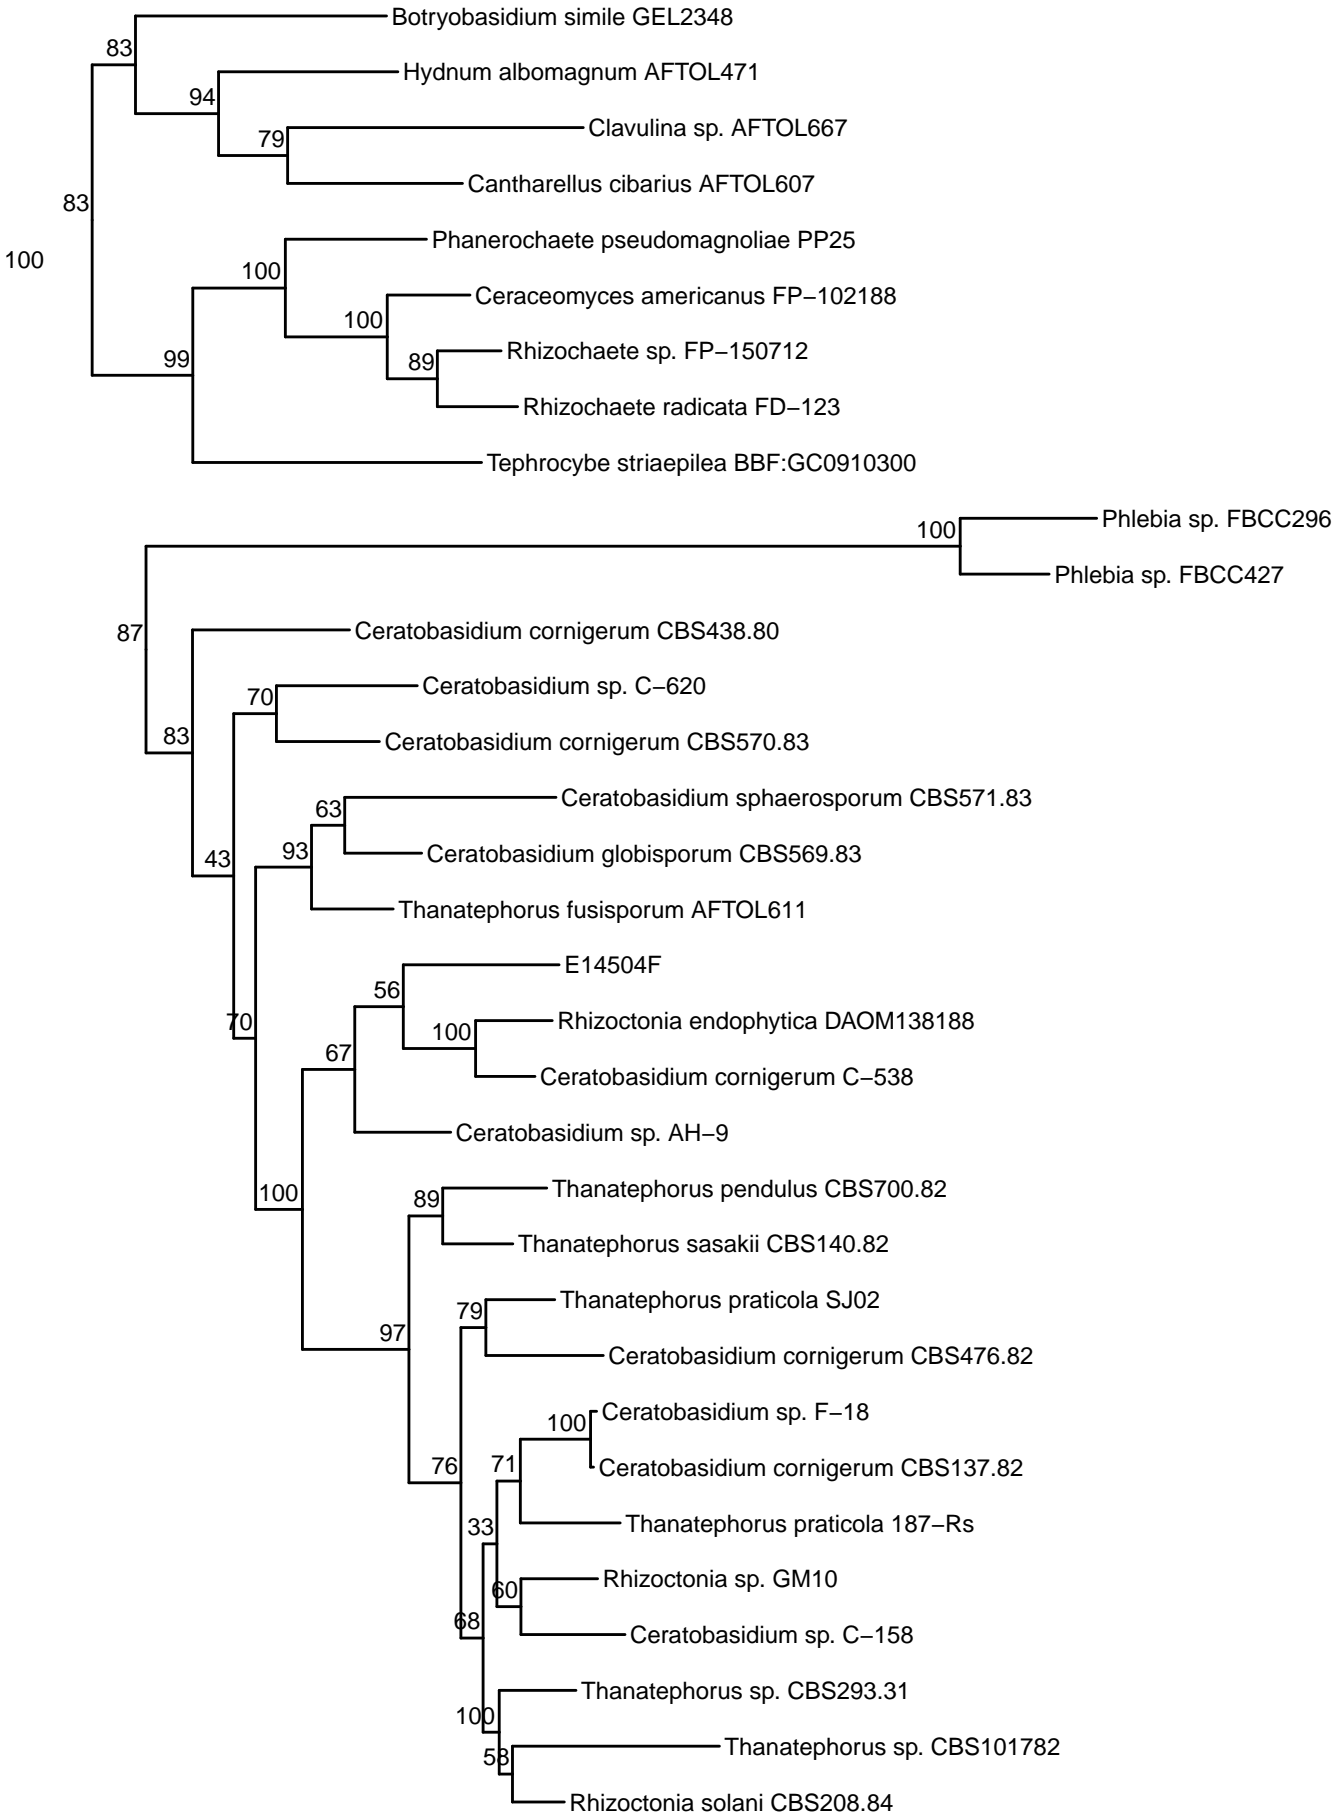 Botryobasidium simile GEL2348
83
Hydnum albomagnum AFTOL471
94
Clavulina sp. AFTOL667
79
Cantharellus cibarius AFTOL607
83
Phanerochaete pseudomagnoliae PP25
100
100
Ceraceomyces americanus FP−102188
100
Rhizochaete sp. FP−150712
99
89
Rhizochaete radicata FD−123
Tephrocybe striaepilea BBF:GC0910300
Phlebia sp. FBCC296
100
Phlebia sp. FBCC427
87
Ceratobasidium cornigerum CBS438.80
Ceratobasidium sp. C−620
70
83
Ceratobasidium cornigerum CBS570.83
Ceratobasidium sphaerosporum CBS571.83
63
93
Ceratobasidium globisporum CBS569.83
43
Thanatephorus fusisporum AFTOL611
E14504F
56
70
Rhizoctonia endophytica DAOM138188
100
67
Ceratobasidium cornigerum C−538
Ceratobasidium sp. AH−9
100
Thanatephorus pendulus CBS700.82
89
Thanatephorus sasakii CBS140.82
Thanatephorus praticola SJ02
79
97
Ceratobasidium cornigerum CBS476.82
Ceratobasidium sp. F−18
100
76
71
Ceratobasidium cornigerum CBS137.82
33
Thanatephorus praticola 187−Rs
Rhizoctonia sp. GM10
60
68
Ceratobasidium sp. C−158
Thanatephorus sp. CBS293.31
100
Thanatephorus sp. CBS101782
58
Rhizoctonia solani CBS208.84